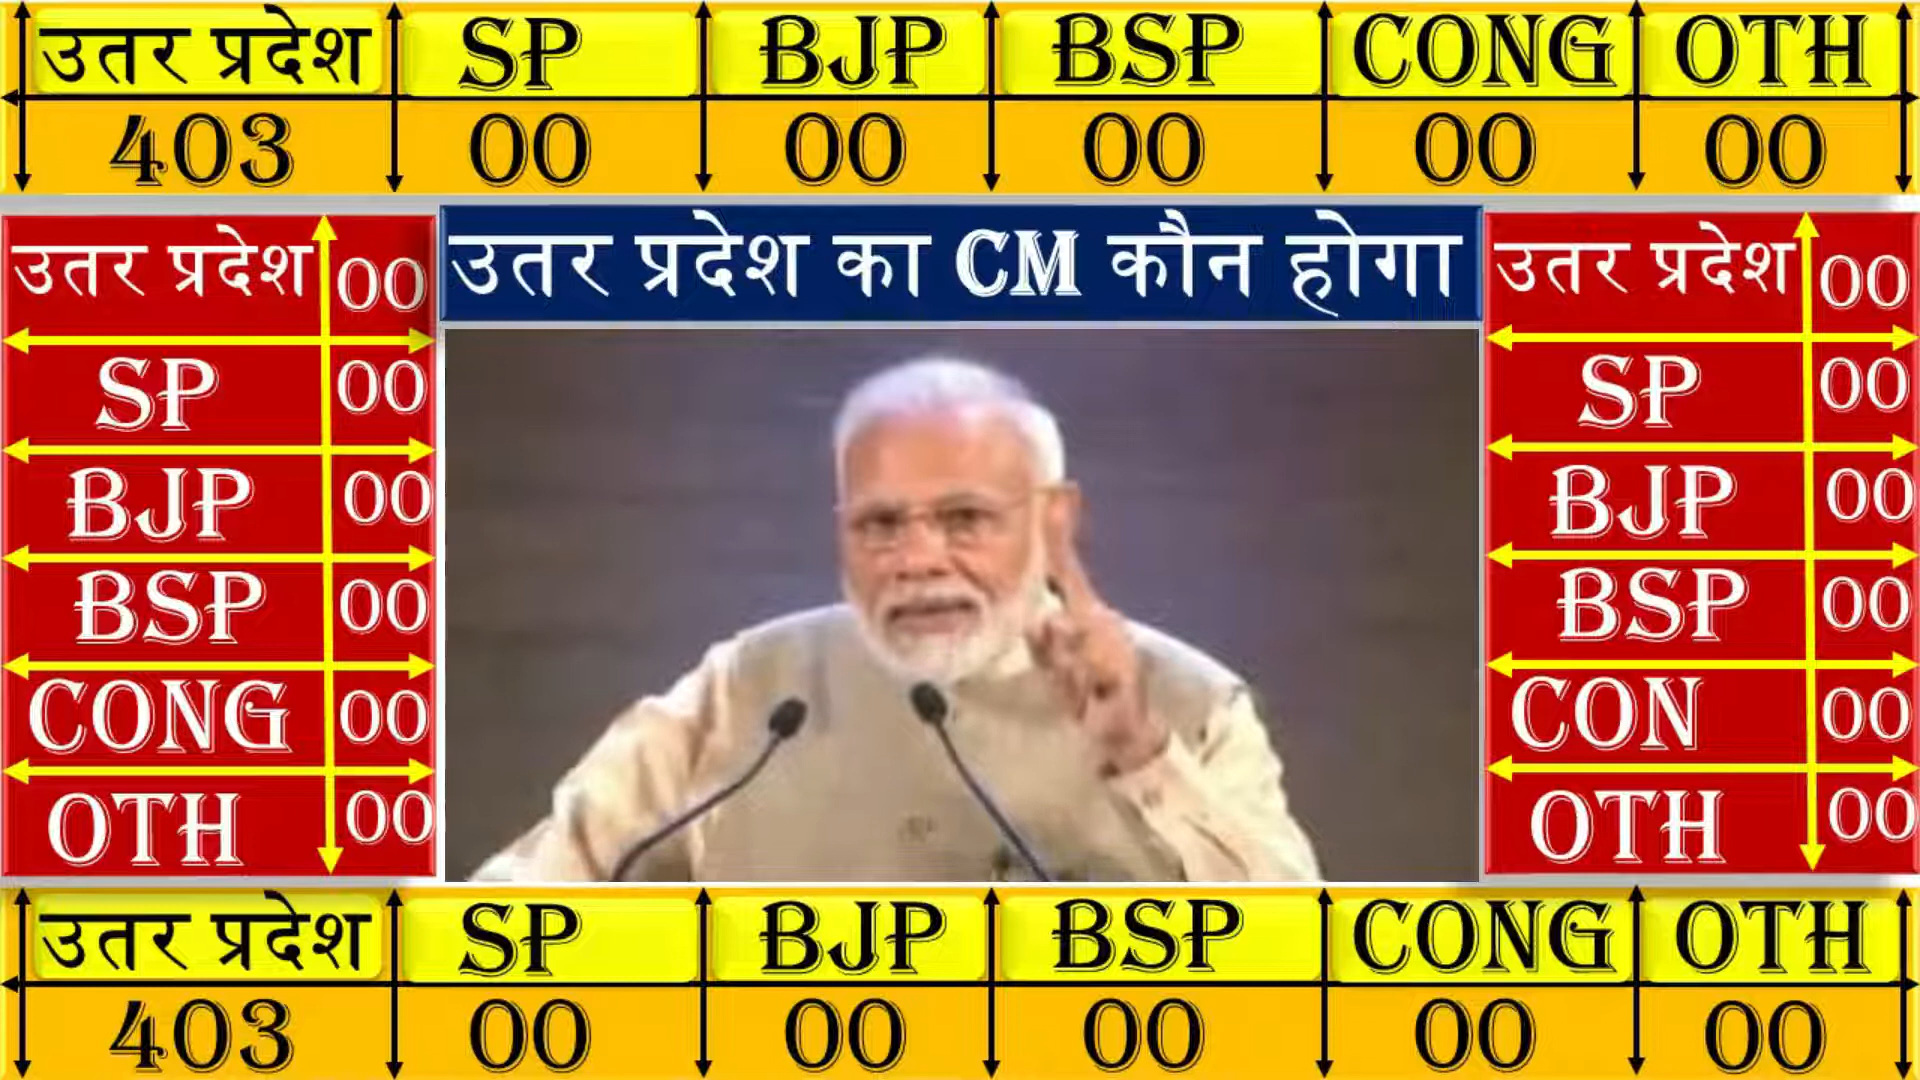 उतर प्रदेश SP BJP BSP CONG OTH
403 00 00 00 00 00
उतर प्रदेश का CM कौन होगा
उतर प्रदेश 00
SP 00
BJP 00
BSP 00
CONG 00
OTH 00
उतर प्रदेश 00
SP 00
BJP 00
BSP 00
CON 00
OTH 00
उतर प्रदेश SP BJP BSP CONG OTH
403 00 00 00 00 00